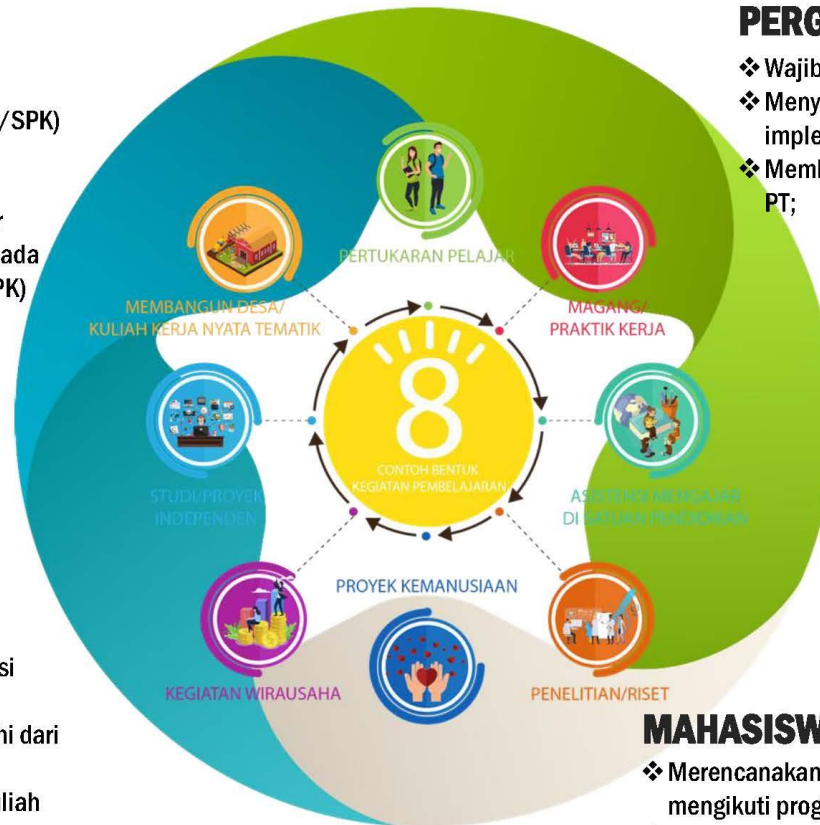 PERG
❖ Wajib
❖ Meny
imple
❖ Memb
PT;
/SPK)
r
ada
PK)
PERTUKARAN PELAJAR
MEMBANGUN DESA/
KULIAH KERJA NYATA TEMATIK
MAGANG/
PRAKTIK KERJA
8
CONTOH BENTUK
KEGIATAN PEMBELAJARAN
STUDI/PROYEK
INDEPENDEN
ASISTENSI MENGAJAR
DI SATUAN PENDIDIKAN
PROYEK KEMANUSIAAN
KEGIATAN WIRAUSAHA
PENELITIAN/RISET
si
ni dari
liah
MAHASISW
❖ Merencanakan
mengikuti prog